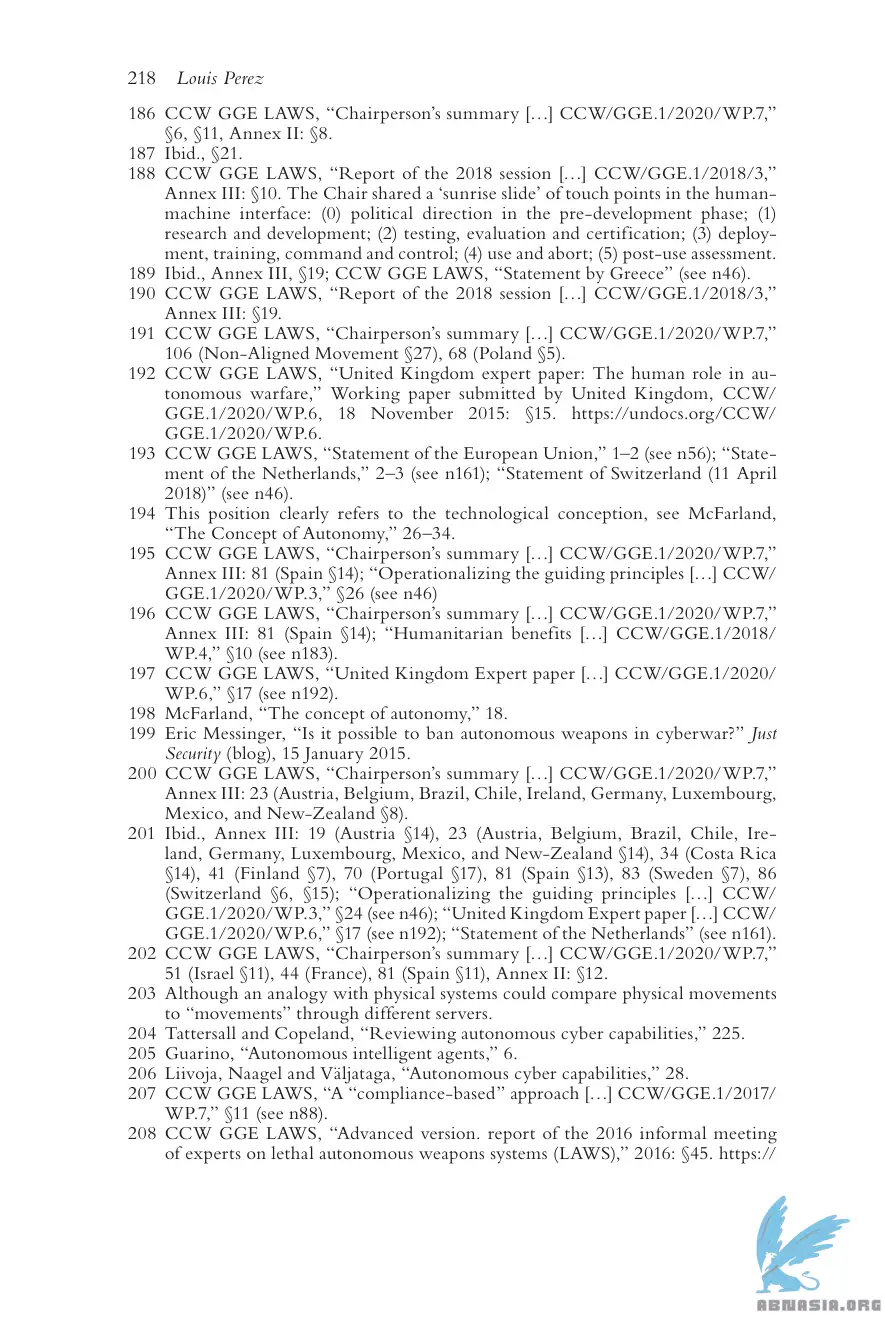 218 Louis Perez
186 CCW GGE LAWS, “Chairperson’s summary […] CCW/GGE.1/2020/WP.7,”
§6, §11, Annex II: §8.
187 Ibid., §21.
188 CCW GGE LAWS, “Report of the 2018 session […] CCW/GGE.1/2018/3,”
Annex III: §10. The Chair shared a ‘sunrise slide’ of touch points in the human-
machine interface: (0) political direction in the pre-development phase; (1)
research and development; (2) testing, evaluation and certification; (3) deploy-
ment, training, command and control; (4) use and abort; (5) post-use assessment.
189 Ibid., Annex III, §19; CCW GGE LAWS, “Statement by Greece” (see n46).
190 CCW GGE LAWS, “Report of the 2018 session […] CCW/GGE.1/2018/3,”
Annex III: §19.
191 CCW GGE LAWS, “Chairperson’s summary […] CCW/GGE.1/2020/WP.7,”
106 (Non-Aligned Movement §27), 68 (Poland §5).
192 CCW GGE LAWS, “United Kingdom expert paper: The human role in au-
tonomous warfare,” Working paper submitted by United Kingdom, CCW/
GGE.1/2020/WP.6, 18 November 2015: §15. https://undocs.org/CCW/
GGE.1/2020/WP.6.
193 CCW GGE LAWS, “Statement of the European Union,” 1–2 (see n56); “State-
ment of the Netherlands,” 2–3 (see n161); “Statement of Switzerland (11 April
2018)” (see n46).
194 This position clearly refers to the technological conception, see McFarland,
“The Concept of Autonomy,” 26–34.
195 CCW GGE LAWS, “Chairperson’s summary […] CCW/GGE.1/2020/WP.7,”
Annex III: 81 (Spain §14); “Operationalizing the guiding principles […] CCW/
GGE.1/2020/WP.3,” §26 (see n46)
196 CCW GGE LAWS, “Chairperson’s summary […] CCW/GGE.1/2020/WP.7,”
Annex III: 81 (Spain §14); “Humanitarian benefits […] CCW/GGE.1/2018/
WP.4,” §10 (see n183).
197 CCW GGE LAWS, “United Kingdom Expert paper […] CCW/GGE.1/2020/
WP.6,” §17 (see n192).
198 McFarland, “The concept of autonomy,” 18.
199 Eric Messinger, “Is it possible to ban autonomous weapons in cyberwar?” Just
Security (blog), 15 January 2015.
200 CCW GGE LAWS, “Chairperson’s summary […] CCW/GGE.1/2020/WP.7,”
Annex III: 23 (Austria, Belgium, Brazil, Chile, Ireland, Germany, Luxembourg,
Mexico, and New-Zealand §8).
201 Ibid., Annex III: 19 (Austria §14), 23 (Austria, Belgium, Brazil, Chile, Ire-
land, Germany, Luxembourg, Mexico, and New-Zealand §14), 34 (Costa Rica
§14), 41 (Finland §7), 70 (Portugal §17), 81 (Spain §13), 83 (Sweden §7), 86
(Switzerland §6, §15); “Operationalizing the guiding principles […] CCW/
GGE.1/2020/WP.3,” §24 (see n46); “United Kingdom Expert paper […] CCW/
GGE.1/2020/WP.6,” §17 (see n192); “Statement of the Netherlands” (see n161).
202 CCW GGE LAWS, “Chairperson’s summary […] CCW/GGE.1/2020/WP.7,”
51 (Israel §11), 44 (France), 81 (Spain §11), Annex II: §12.
203 Although an analogy with physical systems could compare physical movements
to “movements” through different servers.
204 Tattersall and Copeland, “Reviewing autonomous cyber capabilities,” 225.
205 Guarino, “Autonomous intelligent agents,” 6.
206 Liivoja, Naagel and Väljataga, “Autonomous cyber capabilities,” 28.
207 CCW GGE LAWS, “A “compliance-based” approach […] CCW/GGE.1/2017/
WP.7,” §11 (see n88).
208 CCW GGE LAWS, “Advanced version. report of the 2016 informal meeting
of experts on lethal autonomous weapons systems (LAWS),” 2016: §45. https://
ABNASIA.ORG